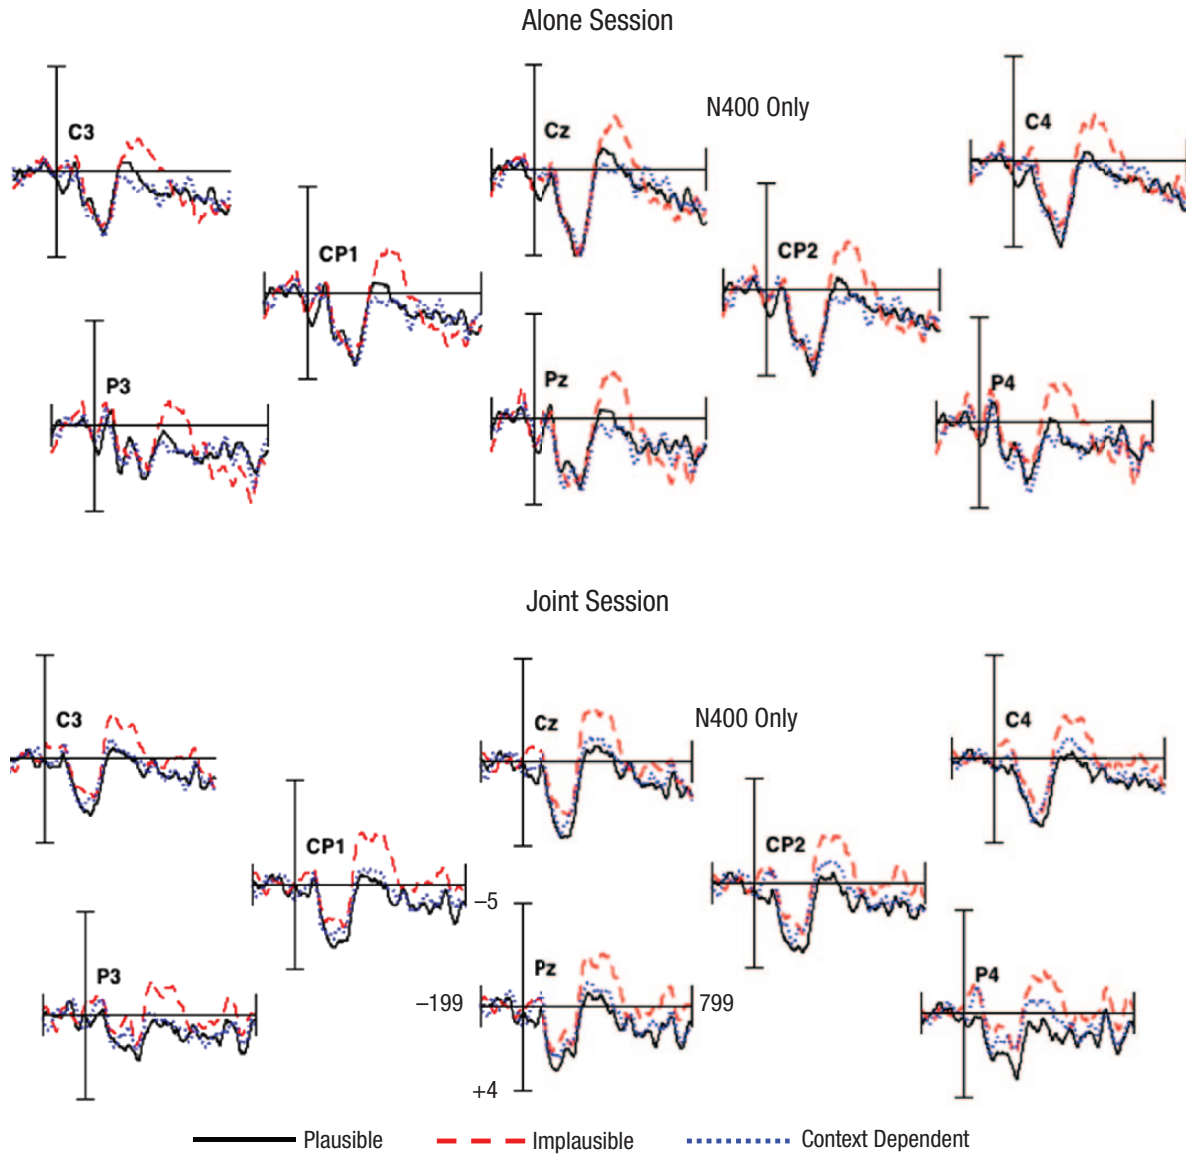 Alone Session
N400 Only
C3
Cz
C4
CP1
CP2
P3
Pz
P4
Joint Session
N400 Only
C3
Cz
C4
CP1
CP2
−5
P3
Pz
P4
−199
799
+4
Plausible
Implausible
Context Dependent